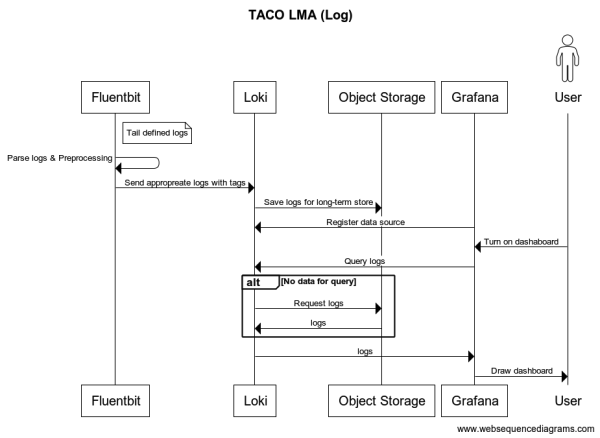 TACO LMA (Log)
Fluentbit
Loki
Object Storage
Grafana
User
Tail defined logs
Parse logs & Preprocessing
Send appropreate logs with tags
Save logs for long-term store
Register data source
Turn on dashaboard
Query logs
alt [No data for query]
Request logs
logs
logs
Draw dashboard
Fluentbit
Loki
Object Storage
Grafana
User
www.websequencediagrams.com